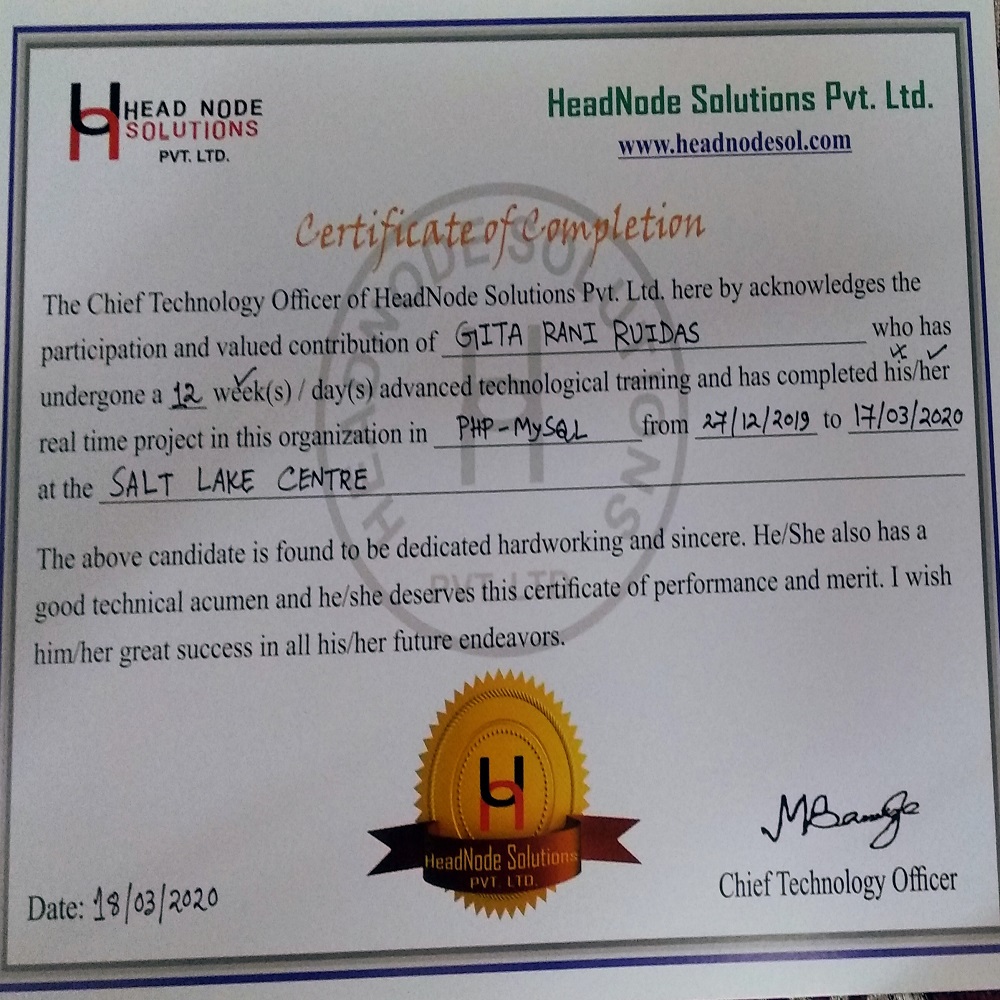 HEAD NODE
SOLUTIONS
PVT. LTD.
HeadNode Solutions Pvt. Ltd.
www.headnodesol.com
Certificate of Completion
The Chief Technology Officer of HeadNode Solutions Pvt. Ltd. here by acknowledges the
participation and valued contribution of GITA RANI RUIDAS who has
undergone a 12 week(s) / day(s) advanced technological training and has completed his/her
real time project in this organization in PHP-MySQL from 27/12/2019 to 17/03/2020
at the SALT LAKE CENTRE
The above candidate is found to be dedicated hardworking and sincere. He/She also has a
good technical acumen and he/she deserves this certificate of performance and merit. I wish
him/her great success in all his/her future endeavors.
HEADNODE SOLUTIONS
PVT. LTD.
HeadNode Solutions
PVT. LTD.
Chief Technology Officer
Date: 18/03/2020